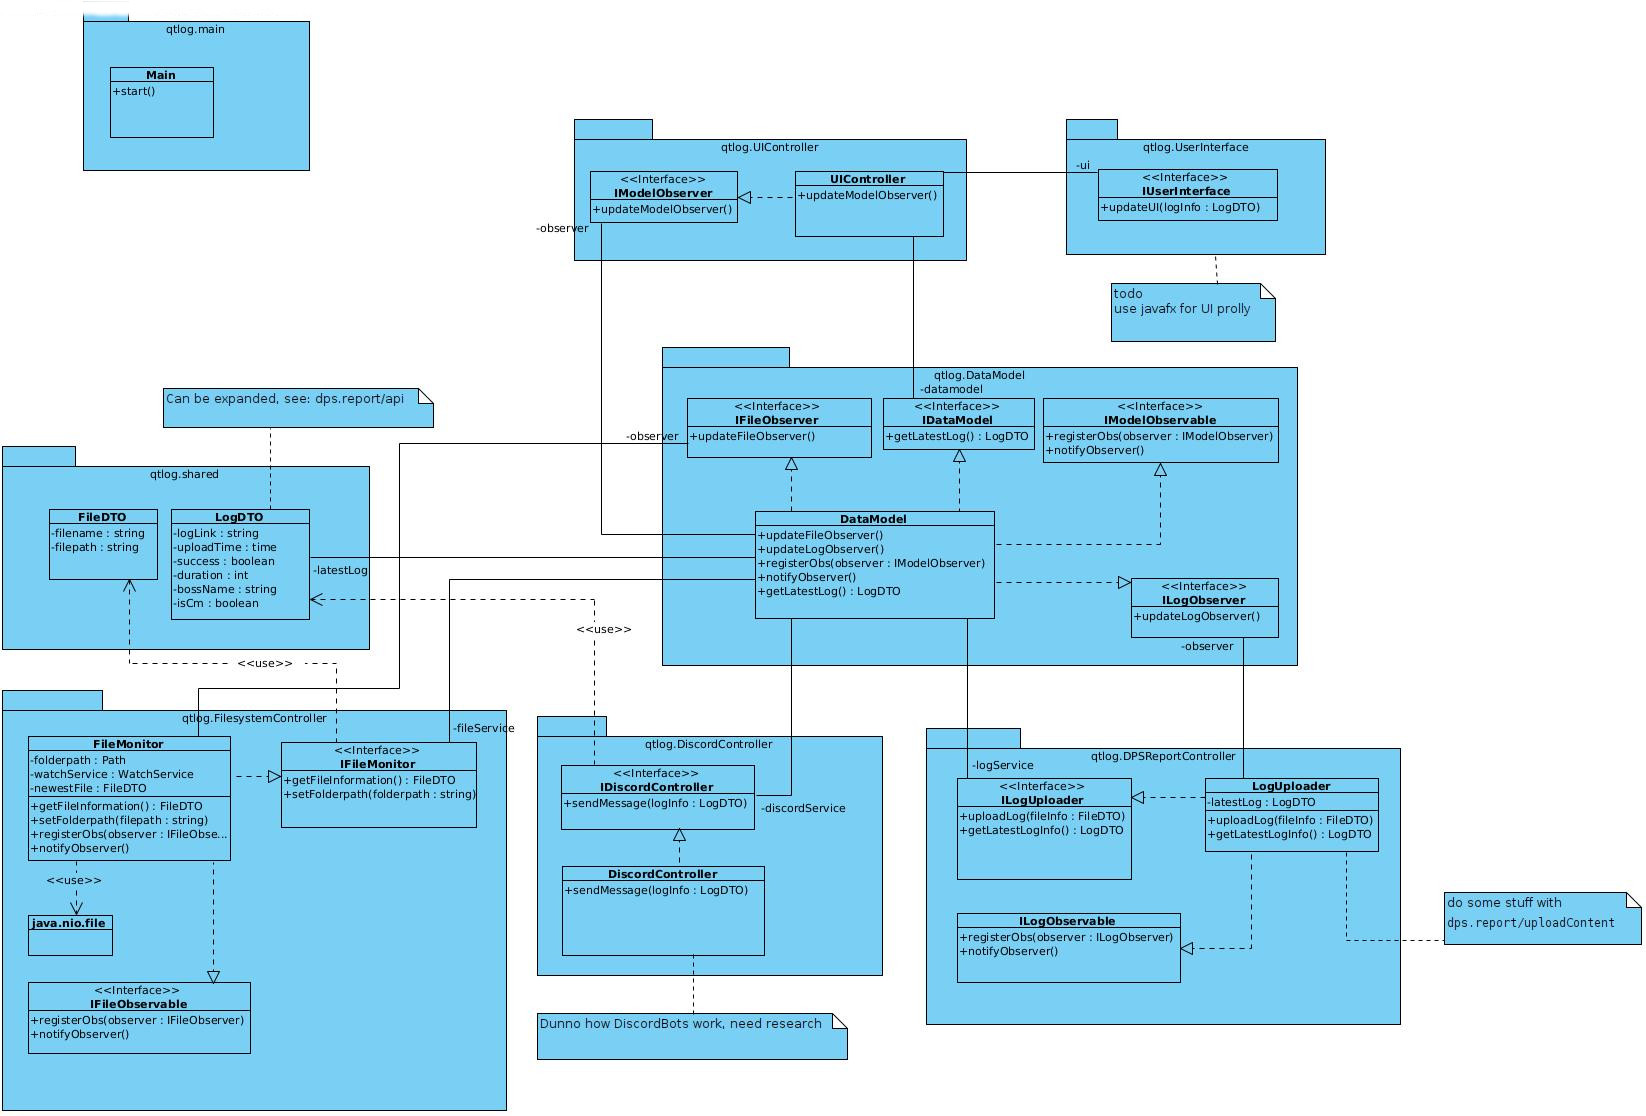 qtlog.main
Main
+start()
qtlog.UIController
<<Interface>>
IModelObserver
+updateModelObserver()
UIController
+updateModelObserver()
-observer
qtlog.UserInterface
-ui
<<Interface>>
IUserInterface
+updateUI(logInfo : LogDTO)
todo
use javafx for UI prolly
qtlog.DataModel
-datamodel
<<Interface>>
IFileObserver
+updateFileObserver()
-observer
<<Interface>>
IDataModel
+getLatestLog() : LogDTO
<<Interface>>
IModelObservable
+registerObs(observer : IModelObserver)
+notifyObserver()
DataModel
+updateFileObserver()
+updateLogObserver()
+registerObs(observer : IModelObserver)
+notifyObserver()
+getLatestLog() : LogDTO
<<Interface>>
ILogObserver
+updateLogObserver()
-observer
Can be expanded, see: dps.report/api
qtlog.shared
FileDTO
-filename : string
-filepath : string
LogDTO
-logLink : string
-uploadTime : time
-success : boolean
-duration : int
-bossName : string
-isCm : boolean
-latestLog
<<use>>
<<use>>
qtlog.FilesystemController
-fileService
FileMonitor
-folderpath : Path
-watchService : WatchService
-newestFile : FileDTO
+getFileInformation() : FileDTO
+setFolderpath(filepath : string)
+registerObs(observer : IFileObse...
+notifyObserver()
<<Interface>>
IFileMonitor
+getFileInformation() : FileDTO
+setFolderpath(folderpath : string)
<<use>>
java.nio.file
<<Interface>>
IFileObservable
+registerObs(observer : IFileObserver)
+notifyObserver()
qtlog.DiscordController
<<Interface>>
IDiscordController
+sendMessage(logInfo : LogDTO)
-discordService
DiscordController
+sendMessage(logInfo : LogDTO)
Dunno how DiscordBots work, need research
qtlog.DPSReportController
-logService
<<Interface>>
ILogUploader
+uploadLog(fileInfo : FileDTO)
+getLatestLogInfo() : LogDTO
LogUploader
-latestLog : LogDTO
+uploadLog(fileInfo : FileDTO)
+getLatestLogInfo() : LogDTO
ILogObservable
+registerObs(observer : ILogObserver)
+notifyObserver()
do some stuff with
dps.report/uploadContent